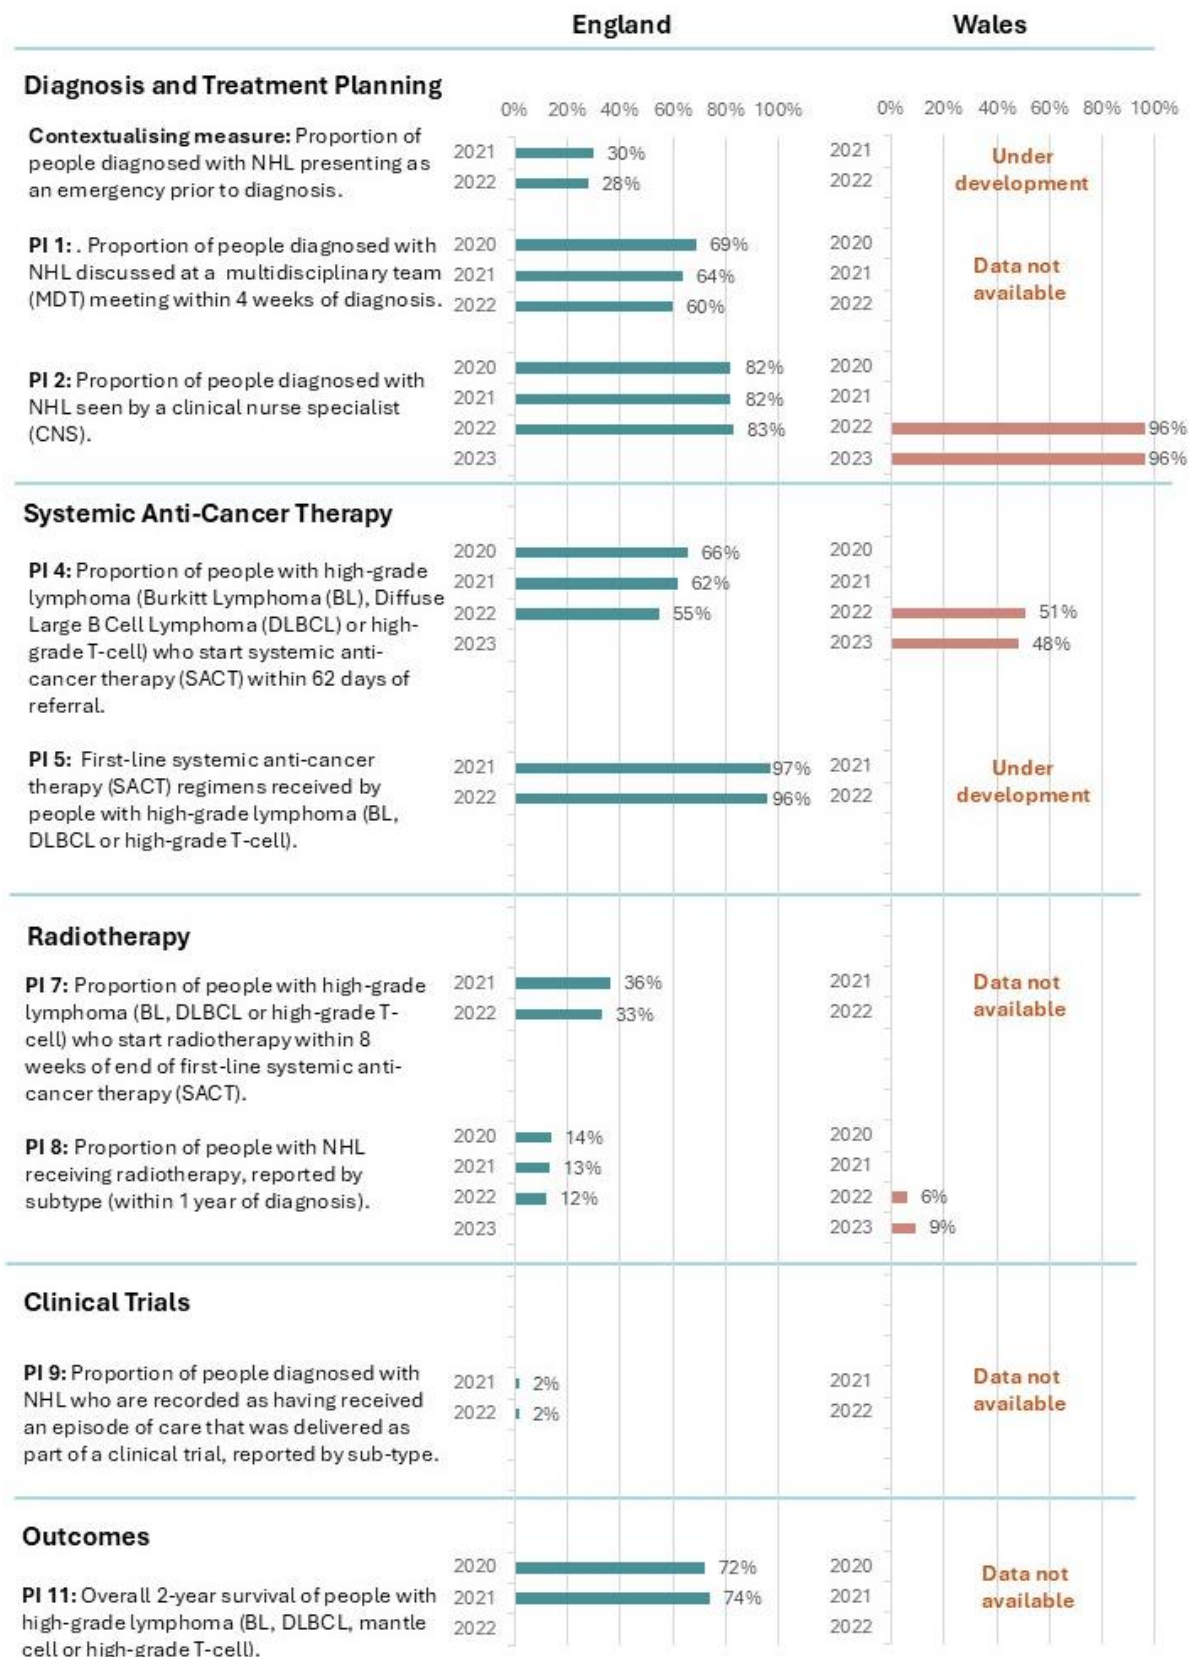 England Wales
Diagnosis and Treatment Planning
0% 20% 40% 60% 80% 100% 0% 20% 40% 60% 80% 100%
Contextualising measure: Proportion of
people diagnosed with NHL presenting as
an emergency prior to diagnosis.
2021 30% 2021
2022 28% 2022
Under
development
PI 1: . Proportion of people diagnosed with
NHL discussed at a multidisciplinary team
(MDT) meeting within 4 weeks of diagnosis.
2020 69% 2020
2021 64% 2021
2022 60% 2022
Data not
available
PI 2: Proportion of people diagnosed with
NHL seen by a clinical nurse specialist
(CNS).
2020 82% 2020
2021 82% 2021
2022 83% 2022 96%
2023 2023 96%
Systemic Anti-Cancer Therapy
PI 4: Proportion of people with high-grade
lymphoma (Burkitt Lymphoma (BL), Diffuse
Large B Cell Lymphoma (DLBCL) or high-
grade T-cell) who start systemic anti-
cancer therapy (SACT) within 62 days of
referral.
2020 66% 2020
2021 62% 2021
2022 55% 2022 51%
2023 2023 48%
PI 5: First-line systemic anti-cancer
therapy (SACT) regimens received by
people with high-grade lymphoma (BL,
DLBCL or high-grade T-cell).
2021 97% 2021
2022 96% 2022
Under
development
Radiotherapy
PI 7: Proportion of people with high-grade
lymphoma (BL, DLBCL or high-grade T-
cell) who start radiotherapy within 8
weeks of end of first-line systemic anti-
cancer therapy (SACT).
2021 36% 2021
2022 33% 2022
Data not
available
PI 8: Proportion of people with NHL
receiving radiotherapy, reported by
subtype (within 1 year of diagnosis).
2020 14% 2020
2021 13% 2021
2022 12% 2022 6%
2023 2023 9%
Clinical Trials
PI 9: Proportion of people diagnosed with
NHL who are recorded as having received
an episode of care that was delivered as
part of a clinical trial, reported by sub-type.
2021 2% 2021
2022 2% 2022
Data not
available
Outcomes
PI 11: Overall 2-year survival of people with
high-grade lymphoma (BL, DLBCL, mantle
cell or high-grade T-cell).
2020 72% 2020
2021 74% 2021
2022 2022
Data not
available